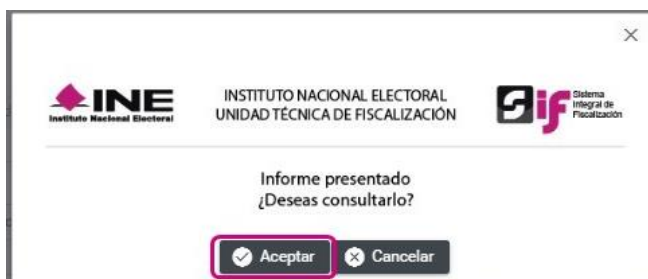 INE
Instituto Nacional Electoral
INSTITUTO NACIONAL ELECTORAL
UNIDAD TÉCNICA DE FISCALIZACIÓN
Sif
Sistema
Integral de
Fiscalización
Informe presentado
¿Deseas consultarlo?
Aceptar
Cancelar